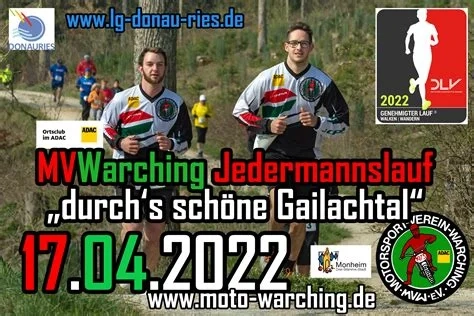 www.lg-donau-ries.de
DONAURIES
2022
DLV
GENEHMIGTER LAUF
WALKEN | WANDERN
Ortsclub
im ADAC
ADAC
MVWarching Jedermannslauf
„durch's schöne Gailachtal“
17.04.2022
Monheim
www.moto-warching.de
MOTORSPORTVEREIN-WARCHING
MVW e.V.
ADAC